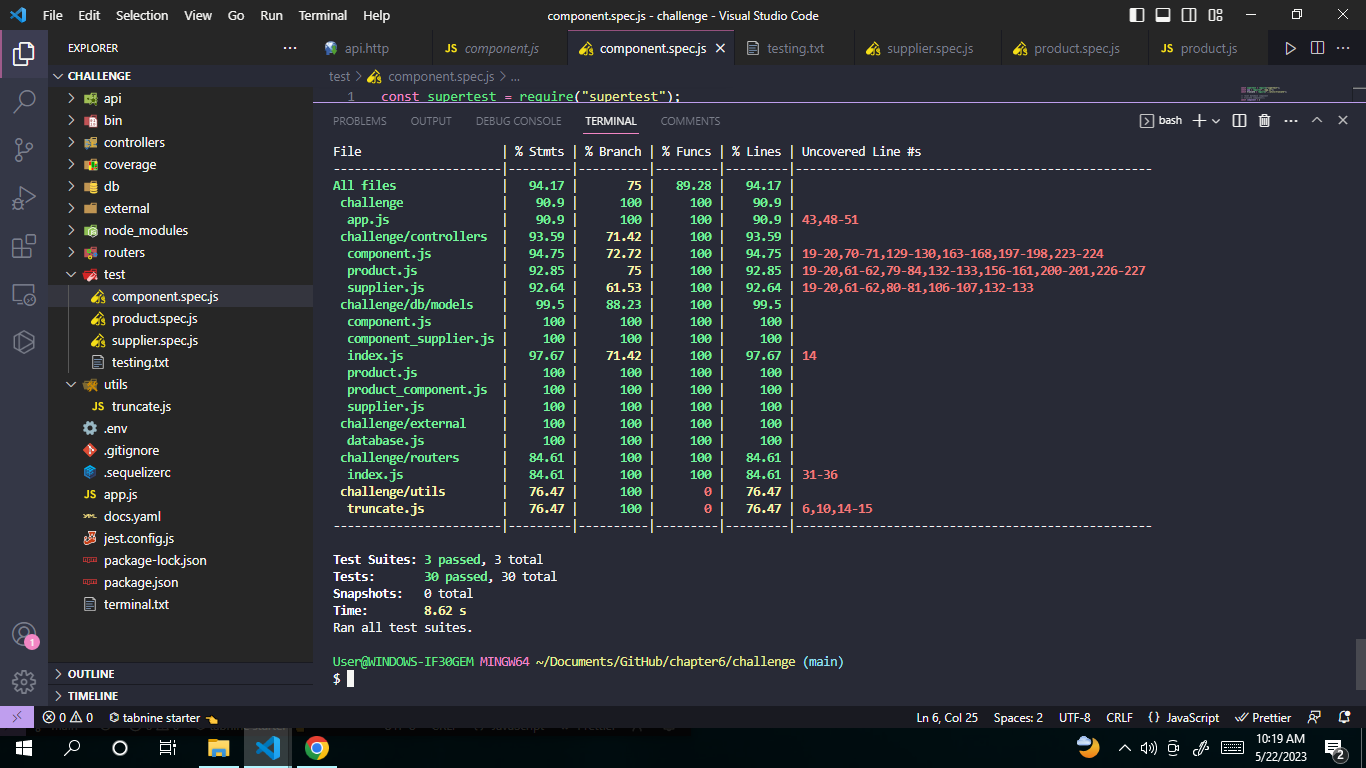 File Edit Selection View Go Run Terminal Help component.spec.js - challenge - Visual Studio Code
EXPLORER ...
api.http JS component.js component.spec.js testing.txt supplier.spec.js product.spec.js JS product.js
CHALLENGE
api
bin
controllers
coverage
db
external
node_modules
routers
test
component.spec.js
product.spec.js
supplier.spec.js
testing.txt
utils
JS truncate.js
.env
.gitignore
.sequelizerc
JS app.js
docs.yaml
jest.config.js
package-lock.json
package.json
terminal.txt
OUTLINE
TIMELINE
test > component.spec.js > ...
1 const supertest = require("supertest");
PROBLEMS OUTPUT DEBUG CONSOLE TERMINAL COMMENTS bash
File | % Stmts | % Branch | % Funcs | % Lines | Uncovered Line #s
------------------------|---------|----------|---------|---------|---------------------------------------------------
All files | 94.17 | 75 | 89.28 | 94.17 |
challenge | 90.9 | 100 | 100 | 90.9 |
app.js | 90.9 | 100 | 100 | 90.9 | 43,48-51
challenge/controllers | 93.59 | 71.42 | 100 | 93.59 |
component.js | 94.75 | 72.72 | 100 | 94.75 | 19-20,70-71,129-130,163-168,197-198,223-224
product.js | 92.85 | 75 | 100 | 92.85 | 19-20,61-62,79-84,132-133,156-161,200-201,226-227
supplier.js | 92.64 | 61.53 | 100 | 92.64 | 19-20,61-62,80-81,106-107,132-133
challenge/db/models | 99.5 | 88.23 | 100 | 99.5 |
component.js | 100 | 100 | 100 | 100 |
component_supplier.js | 100 | 100 | 100 | 100 |
index.js | 97.67 | 71.42 | 100 | 97.67 | 14
product.js | 100 | 100 | 100 | 100 |
product_component.js | 100 | 100 | 100 | 100 |
supplier.js | 100 | 100 | 100 | 100 |
challenge/external | 100 | 100 | 100 | 100 |
database.js | 100 | 100 | 100 | 100 |
challenge/routers | 84.61 | 100 | 100 | 84.61 |
index.js | 84.61 | 100 | 100 | 84.61 | 31-36
challenge/utils | 76.47 | 100 | 0 | 76.47 |
truncate.js | 76.47 | 100 | 0 | 76.47 | 6,10,14-15
------------------------|---------|----------|---------|---------|---------------------------------------------------
Test Suites: 3 passed, 3 total
Tests: 30 passed, 30 total
Snapshots: 0 total
Time: 8.62 s
Ran all test suites.
User@WINDOWS-IF30GEM MINGW64 ~/Documents/GitHub/chapter6/challenge (main)
$
1
0 0 tabnine starter Ln 6, Col 25 Spaces: 2 UTF-8 CRLF {} JavaScript Prettier
10:19 AM
5/22/2023
2